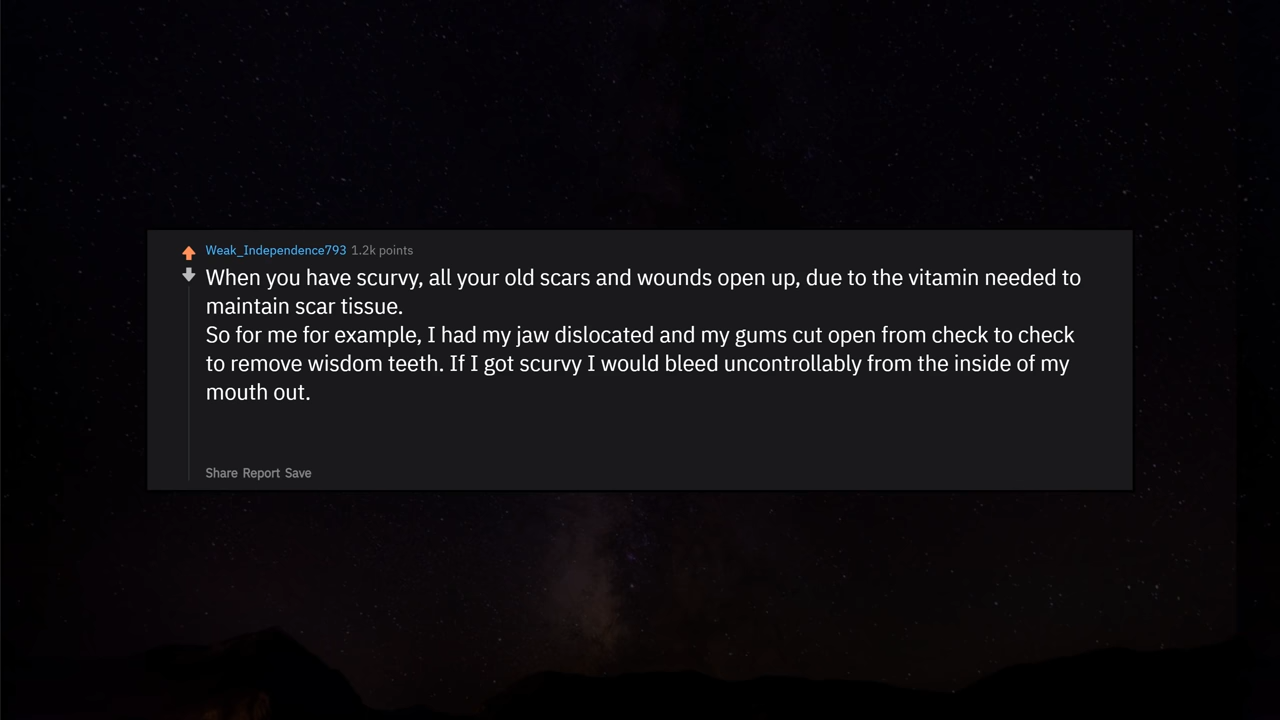 Weak_Independence793 1.2k points
When you have scurvy, all your old scars and wounds open up, due to the vitamin needed to
maintain scar tissue.
So for me for example, I had my jaw dislocated and my gums cut open from check to check
to remove wisdom teeth. If I got scurvy I would bleed uncontrollably from the inside of my
mouth out.
Share Report Save